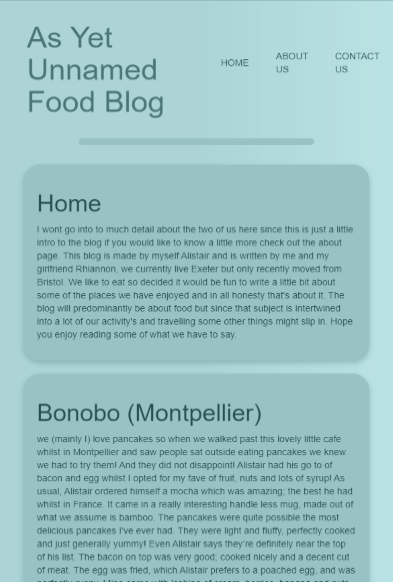 As Yet
Unnamed
Food Blog
HOME
ABOUT
US
CONTACT
US
Home
I wont go into to much detail about the two of us here since this is just a little
intro to the blog if you would like to know a little more check out the about
page. This blog is made by myself Alistair and is written by me and my
girlfriend Rhiannon, we currently live Exeter but only recently moved from
Bristol. We like to eat so decided it would be fun to write a little bit about
some of the places we have enjoyed and in all honesty that's about it. The
blog will predominantly be about food but since that subject is intertwined
into a lot of our activity's and travelling some other things might slip in. Hope
you enjoy reading some of what we have to say.
Bonobo (Montpellier)
we (mainly I) love pancakes so when we walked past this lovely little cafe
whilst in Montpellier and saw people sat outside eating pancakes we knew
we had to try them! And they did not disappoint! Alistair had his go to of
bacon and egg whilst I opted for my fave of fruit, nuts and lots of syrup! As
usual, Alistair ordered himself a mocha which was amazing; the best he had
whilst in France. It came in a really interesting handle less mug, made out of
what we assume is bamboo. The pancakes were quite possible the most
delicious pancakes I've ever had. They were light and fluffy, perfectly cooked
and just generally yummy! Even Alistair says they're definitely near the top
of his list. The bacon on top was very good; cooked nicely and a decent cut
of meat. The egg was fried, which Alistair prefers to a poached egg, and was